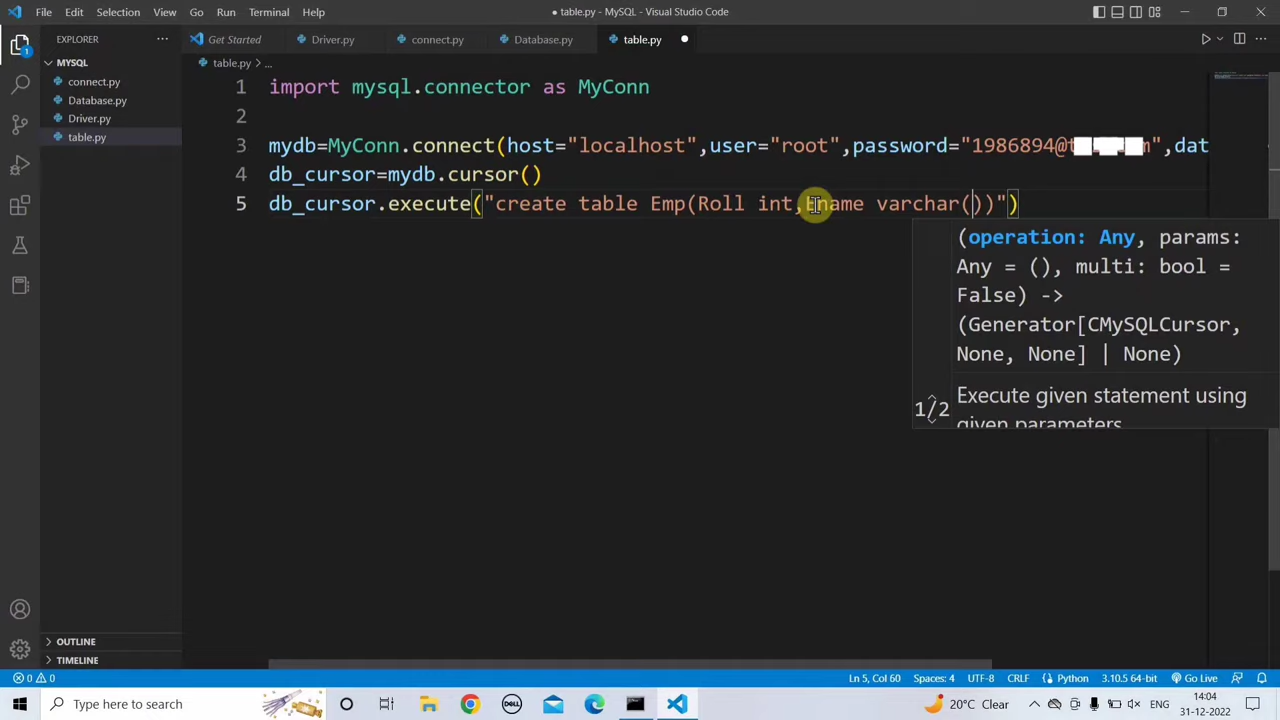 File Edit Selection View Go Run Terminal Help
● table.py - MySQL - Visual Studio Code
EXPLORER
MYSQL
connect.py
Database.py
Driver.py
table.py
OUTLINE
TIMELINE
1
Get Started Driver.py connect.py Database.py table.py
table.py > ...
1 import mysql.connector as MyConn
2
3 mydb=MyConn.connect(host="localhost",user="root",password="1986894@ ",dat
4 db_cursor=mydb.cursor()
5 db_cursor.execute("create table Emp(Roll int,Ename varchar())")
(operation: Any, params:
Any = (), multi: bool =
False) ->
(Generator[CMySQLCursor,
None, None] | None)
1/2
Execute given statement using
given parameters
0 0
Ln 5, Col 60 Spaces: 4 UTF-8 CRLF Python 3.10.5 64-bit Go Live
Type here to search
DELL
20°C Clear
ENG
14:04
31-12-2022